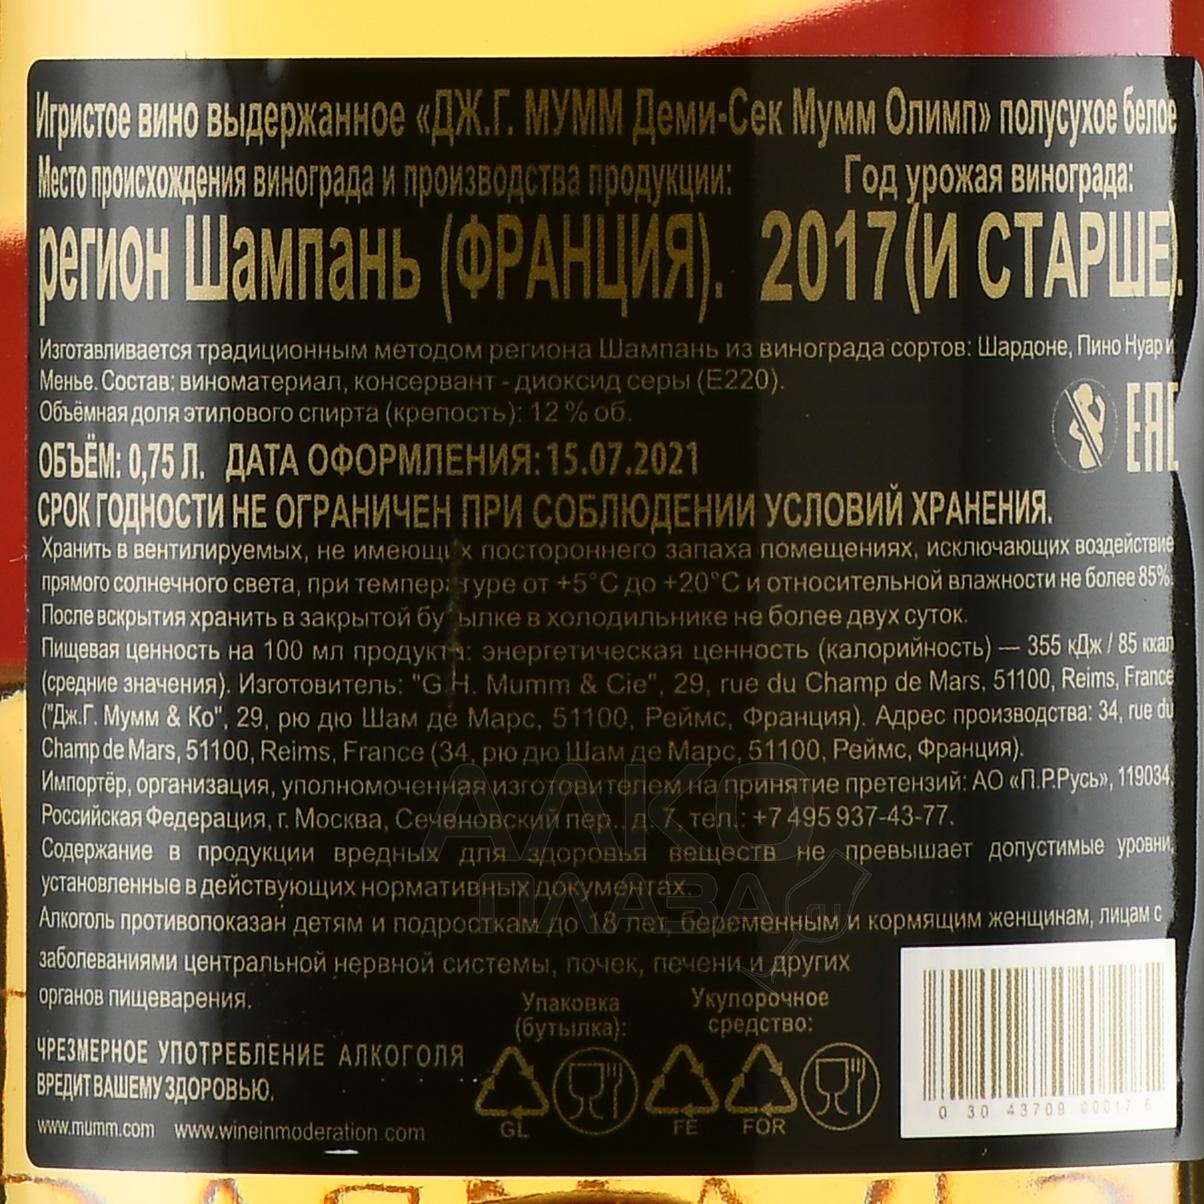 Игристое вино выдержанное «ДЖ.Г. МУММ Деми-Сек Мумм Олимп» полусухое белое
Место происхождения винограда и производства продукции: Год урожая винограда:
регион Шампань (ФРАНЦИЯ). 2017 (И СТАРШЕ).
Изготавливается традиционным методом региона Шампань из винограда сортов: Шардоне, Пино Нуар и
Менье. Состав: виноматериал, консервант - диоксид серы (Е220).
Объёмная доля этилового спирта (крепость): 12 % об.
ЕАС
ОБЪЁМ: 0,75 Л. ДАТА ОФОРМЛЕНИЯ: 15.07.2021
СРОК ГОДНОСТИ НЕ ОГРАНИЧЕН ПРИ СОБЛЮДЕНИИ УСЛОВИЙ ХРАНЕНИЯ.
Хранить в вентилируемых, не имеющих постороннего запаха помещениях, исключающих воздействие
прямого солнечного света, при температуре от +5°C до +20°C и относительной влажности не более 85%.
После вскрытия хранить в закрытой бутылке в холодильнике не более двух суток.
Пищевая ценность на 100 мл продукта: энергетическая ценность (калорийность) — 355 кДж / 85 ккал
(средние значения). Изготовитель: "G.H. Mumm & Cie", 29, rue du Champ de Mars, 51100, Reims, France
("Дж.Г. Мумм & Ко", 29, рю дю Шам де Марс, 51100, Реймс, Франция). Адрес производства: 34, rue du
Champ de Mars, 51100, Reims, France (34, рю дю Шам де Марс, 51100, Реймс, Франция).
Импортёр, организация, уполномоченная изготовителем на принятие претензий: АО «П.Р.Русь», 119034,
Российская Федерация, г. Москва, Сеченовский пер., д. 7, тел.: +7 495 937-43-77.
Содержание в продукции вредных для здоровья веществ не превышает допустимые уровни,
установленные в действующих нормативных документах.
Алкоголь противопоказан детям и подросткам до 18 лет, беременным и кормящим женщинам, лицам с
заболеваниями центральной нервной системы, почек, печени и других
органов пищеварения.
Упаковка (бутылка): Укупорочное средство:
ЧРЕЗМЕРНОЕ УПОТРЕБЛЕНИЕ АЛКОГОЛЯ
ВРЕДИТ ВАШЕМУ ЗДОРОВЬЮ.
GL FE FOR
www.mumm.com www.wineinmoderation.com
0 30 43709 00017 6
АЛКО
ПЛАЗА
.ru